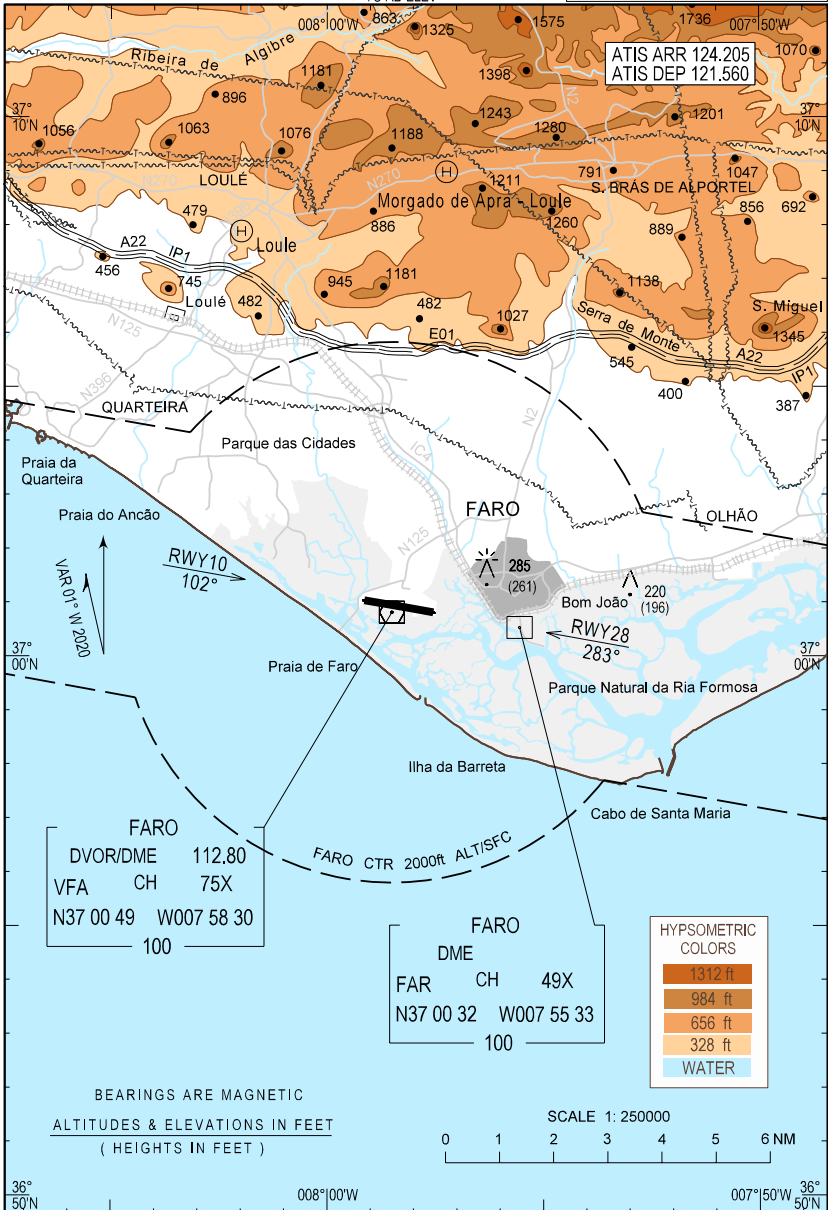 008°00'W
007°50'W
863
1325
1575
1736
1070
ATIS ARR 124.205
ATIS DEP 121.560
Ribeira de Algibre
1181
1398
N2
896
37°
10'N
37°
10'N
1056
1063
1076
1188
1243
1280
1201
1047
LOULÉ
N270
N270
H
791
S. BRÁS DE ALPORTEL
692
1211
Morgado de Apra - Loule
886
1260
856
889
479
H
Loule
A22
IP1
456
745
Loulé
482
945
1181
482
1027
1138
S. Miguel
1345
E01
Serra de Monte
A22
IP1
545
400
387
N125
N396
QUARTEIRA
N2
IC4
Parque das Cidades
Praia da
Quarteira
FARO
OLHÃO
Praia do Ancão
N125
RWY10
102°
285
(261)
220
(196)
Bom João
VAR 01° W 2020
RWY28
283°
37°
00'N
37°
00'N
Praia de Faro
Parque Natural da Ria Formosa
Ilha da Barreta
Cabo de Santa Maria
FARO CTR 2000ft ALT/SFC
FARO
DVOR/DME 112.80
VFA CH 75X
N37 00 49 W007 58 30
100
FARO
DME
FAR CH 49X
N37 00 32 W007 55 33
100
HYPSOMETRIC
COLORS
1312 ft
984 ft
656 ft
328 ft
WATER
BEARINGS ARE MAGNETIC
ALTITUDES & ELEVATIONS IN FEET
( HEIGHTS IN FEET )
SCALE 1: 250000
0 1 2 3 4 5 6 NM
36°
50'N
008°00'W
007°50'W
36°
50'N